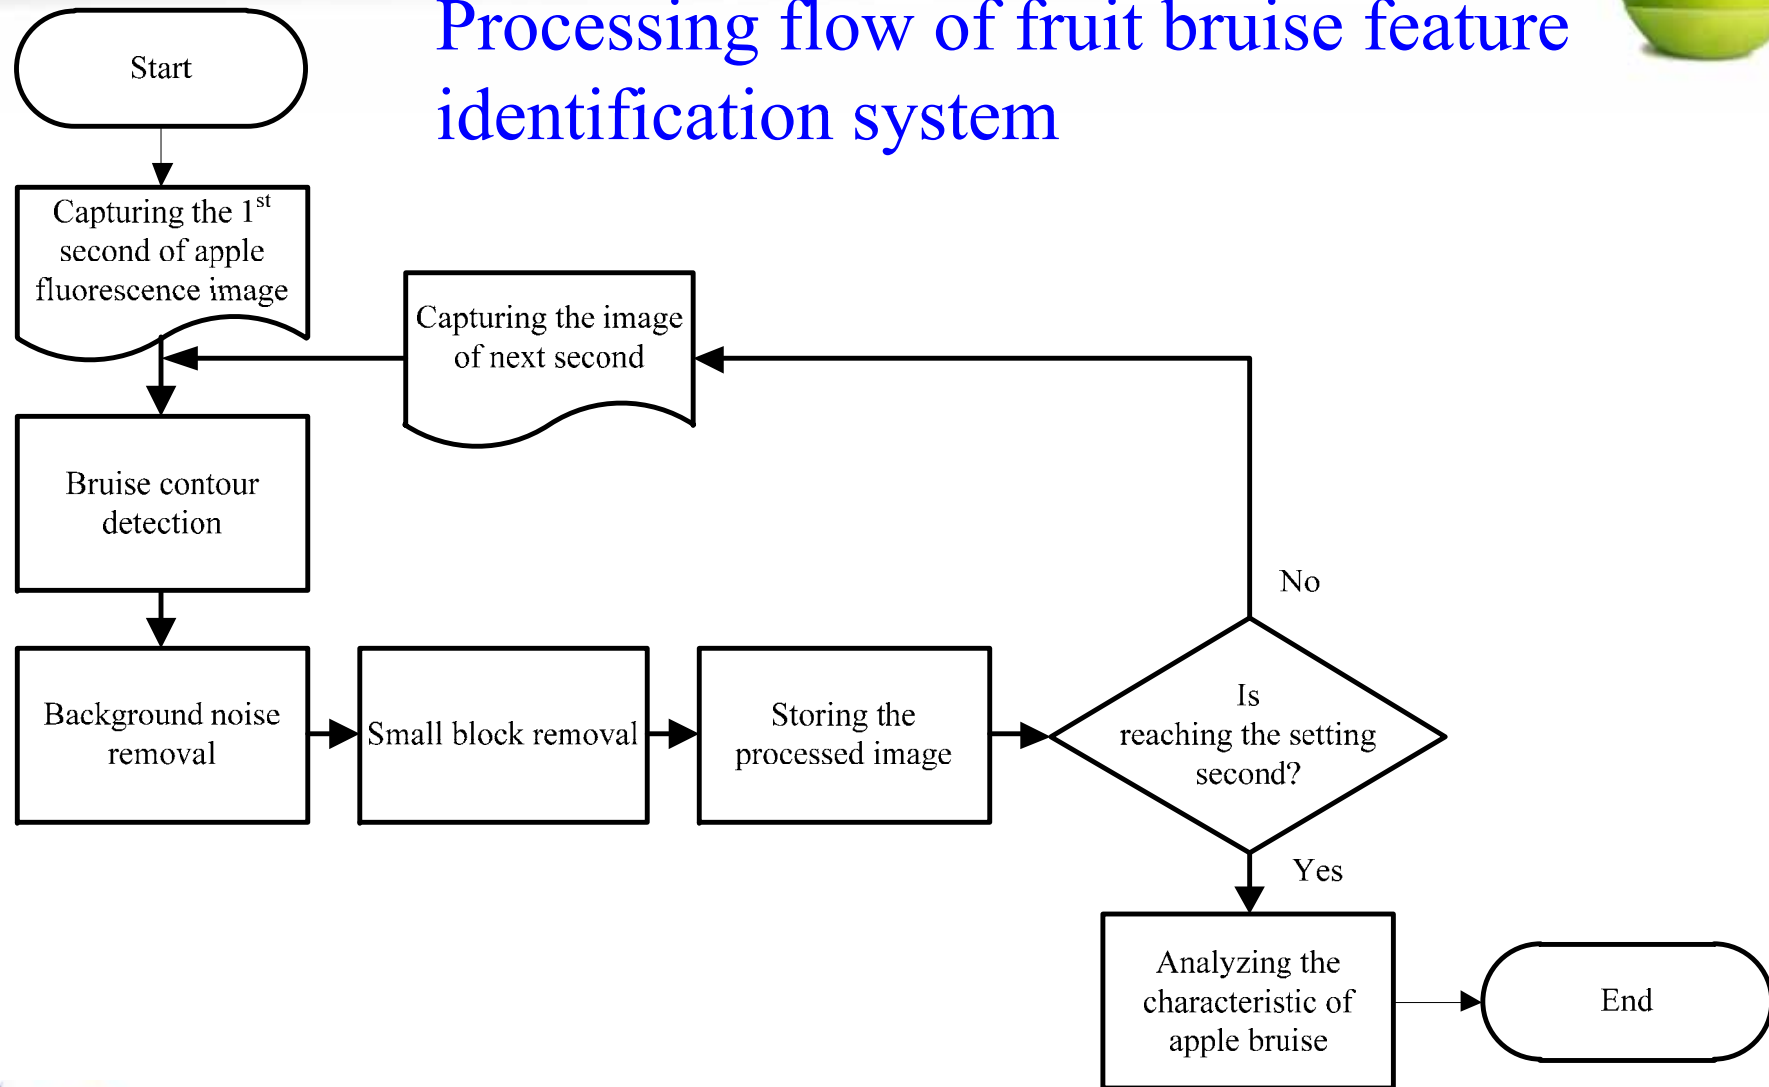 Processing flow of fruit bruise feature
identification system
Start
Capturing the 1st
second of apple
fluorescence image
Capturing the image
of next second
Bruise contour
detection
No
Background noise
removal
Small block removal
Storing the
processed image
Is
reaching the setting
second?
Yes
Analyzing the
characteristic of
apple bruise
End